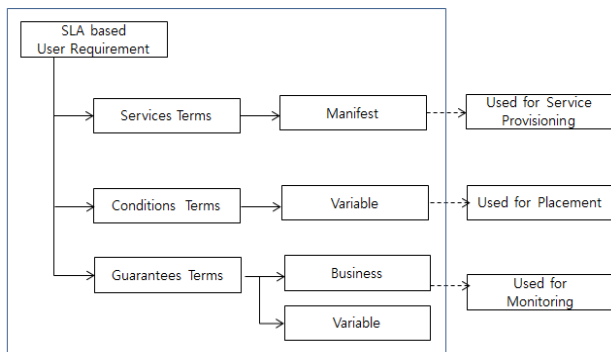 SLA based
User Requirement
Services Terms
Manifest
Used for Service
Provisioning
Conditions Terms
Variable
Used for Placement
Guarantees Terms
Business
Used for
Monitoring
Variable